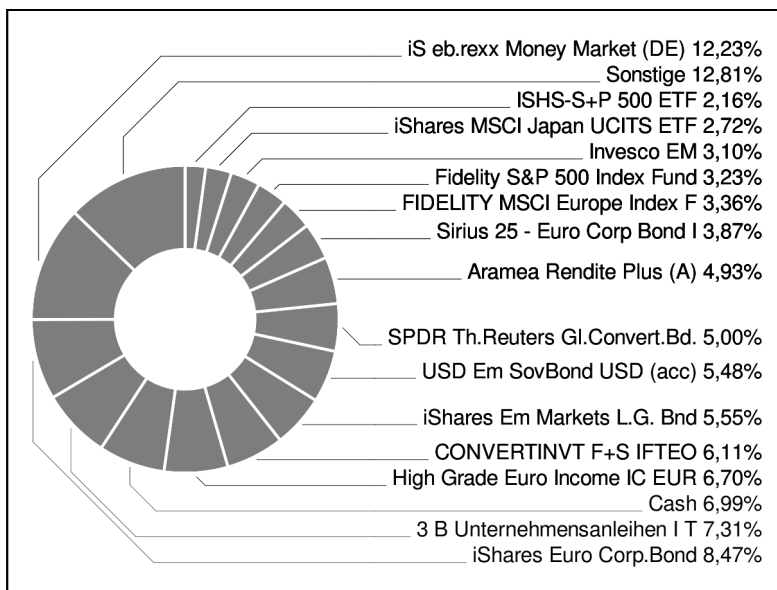 iS eb.rexx Money Market (DE) 12,23%
Sonstige 12,81%
ISHS-S+P 500 ETF 2,16%
iShares MSCI Japan UCITS ETF 2,72%
Invesco EM 3,10%
Fidelity S&P 500 Index Fund 3,23%
FIDELITY MSCI Europe Index F 3,36%
Sirius 25 - Euro Corp Bond I 3,87%
Aramea Rendite Plus (A) 4,93%
SPDR Th.Reuters Gl.Convert.Bd. 5,00%
USD Em SovBond USD (acc) 5,48%
iShares Em Markets L.G. Bnd 5,55%
CONVERTINVT F+S IFTEO 6,11%
High Grade Euro Income IC EUR 6,70%
Cash 6,99%
3 B Unternehmensanleihen I T 7,31%
iShares Euro Corp.Bond 8,47%